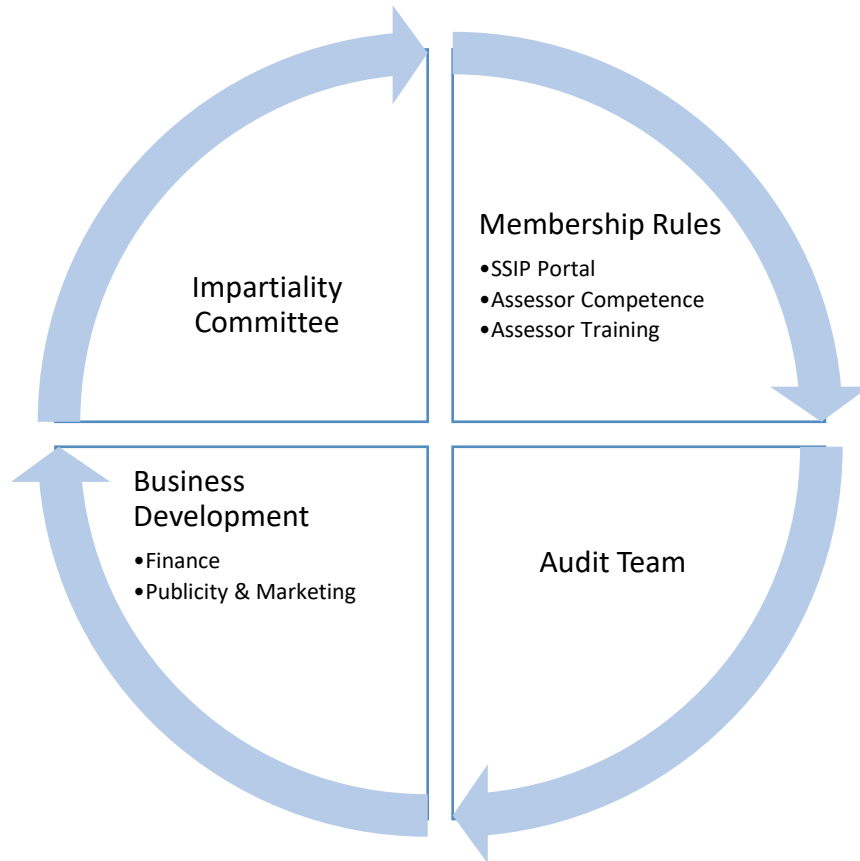 Impartiality
Committee
Membership Rules
•SSIP Portal
•Assessor Competence
•Assessor Training
Business
Development
•Finance
•Publicity & Marketing
Audit Team